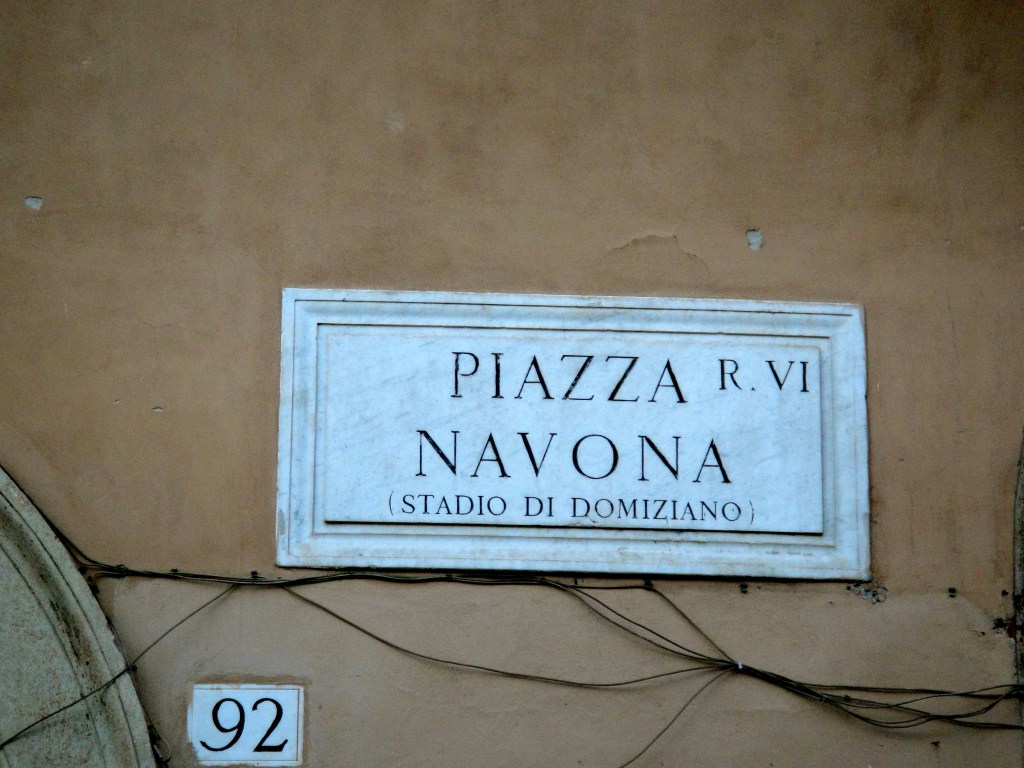 PIAZZA R. VI
NAVONA
(STADIO DI DOMIZIANO)
92